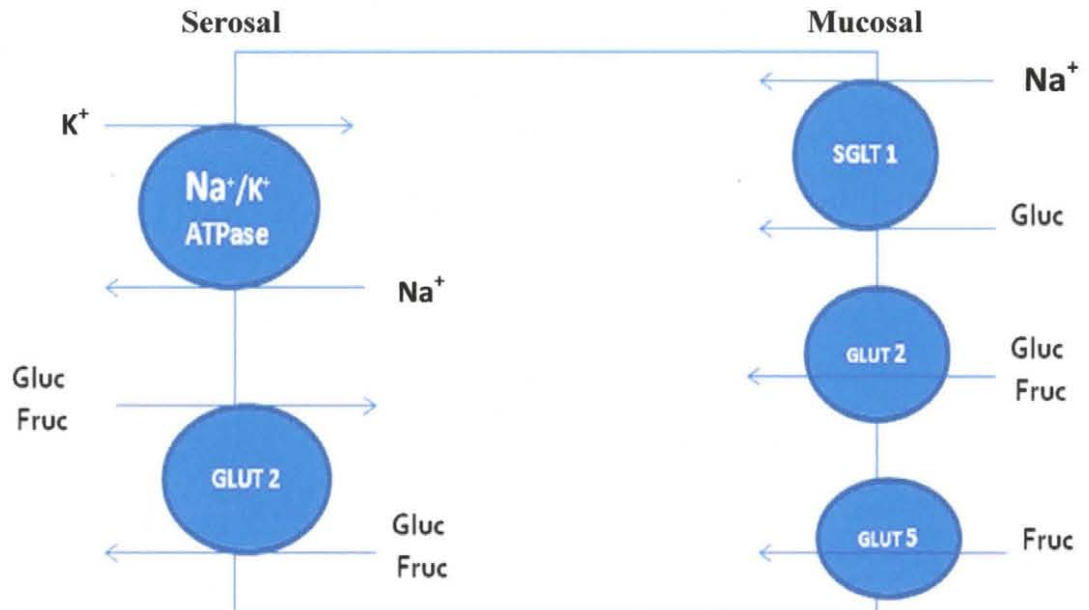 Serosal
Mucosal
K⁺
Na⁺/K⁺
ATPase
Na⁺
Gluc
Fruc
GLUT 2
Gluc
Fruc
Na⁺
SGLT 1
Gluc
GLUT 2
Gluc
Fruc
GLUT 5
Fruc